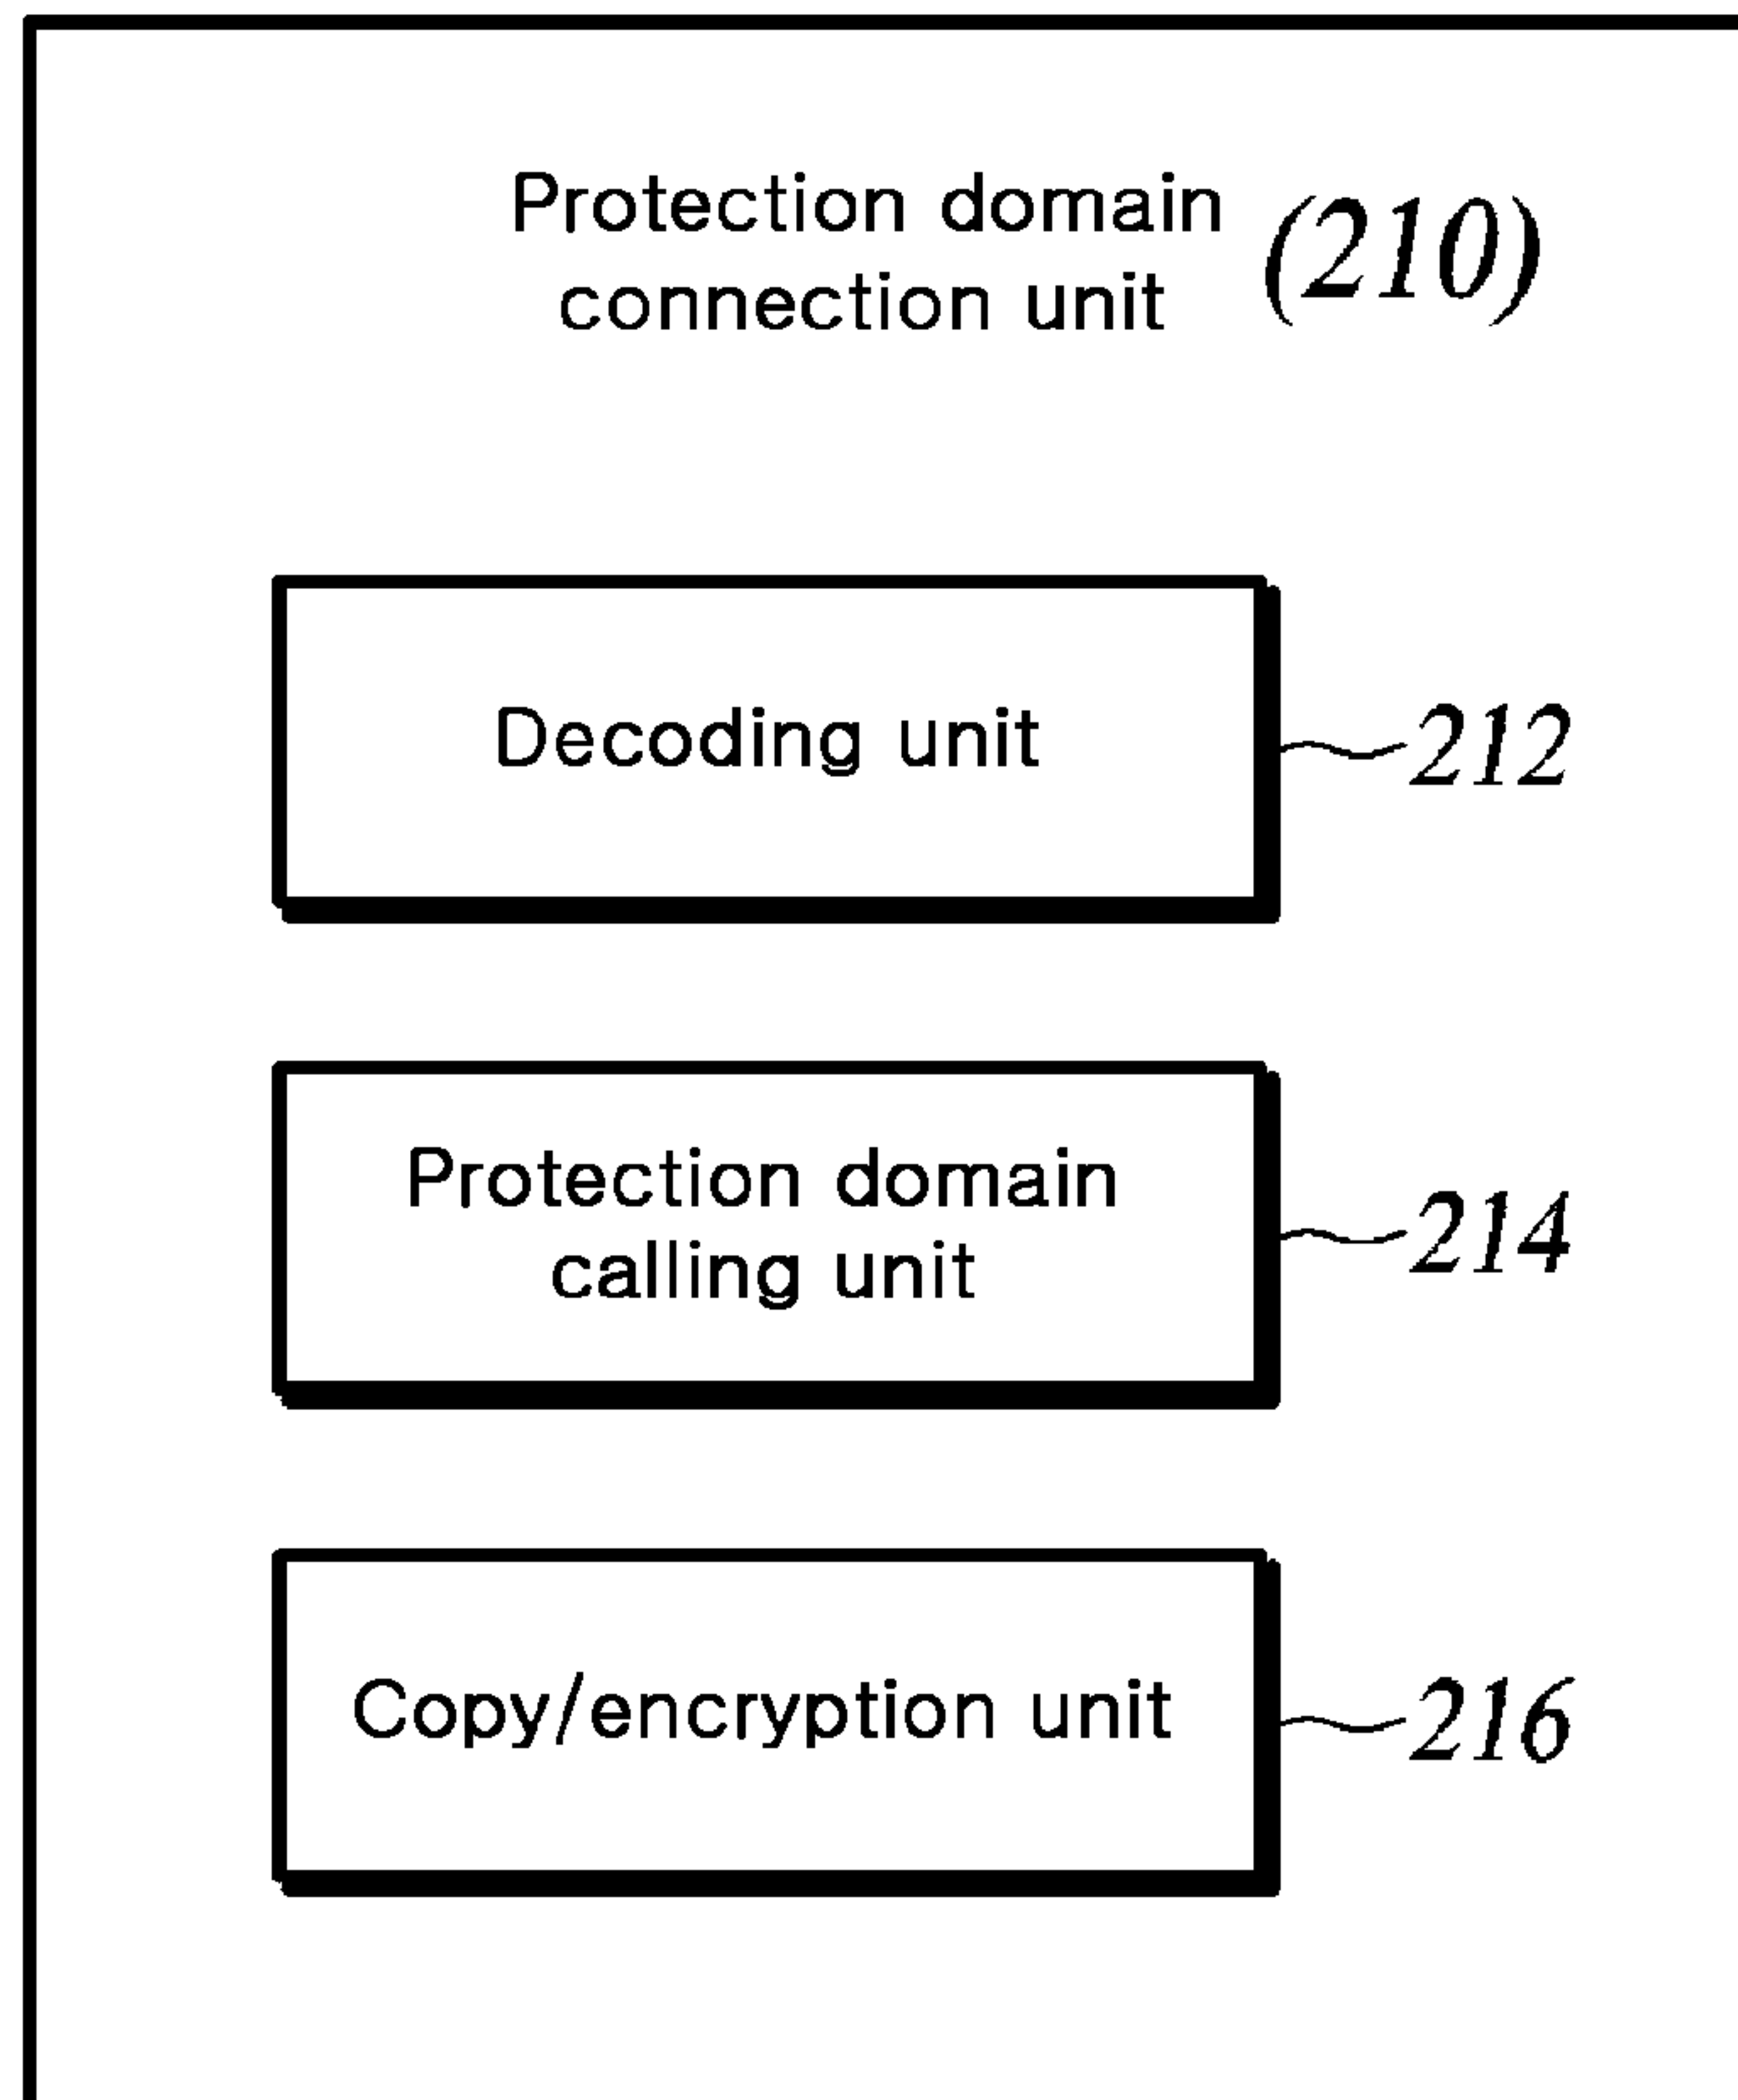 Protection domain
connection unit (210)
Decoding unit 212
Protection domain
calling unit
214
Copy/encryption unit 216